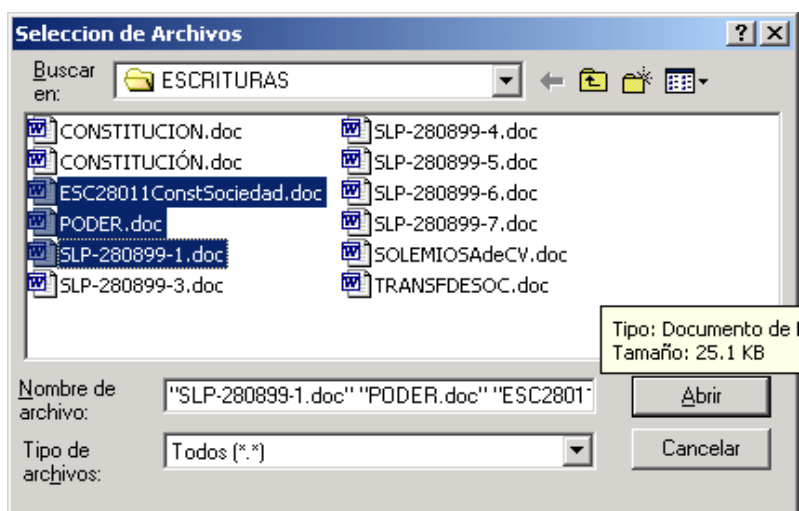 Seleccion de Archivos
Buscar en:
ESCRITURAS
CONSTITUCION.doc
CONSTITUCIÓN.doc
ESC28011ConstSociedad.doc
PODER.doc
SLP-280899-1.doc
SLP-280899-3.doc
SLP-280899-4.doc
SLP-280899-5.doc
SLP-280899-6.doc
SLP-280899-7.doc
SOLEMIOSAdeCV.doc
TRANSFDESOC.doc
Tipo: Documento de
Tamaño: 25.1 KB
Nombre de archivo:
"SLP-280899-1.doc" "PODER.doc" "ESC2801
Abrir
Tipo de archivos:
Todos (*.*)
Cancelar